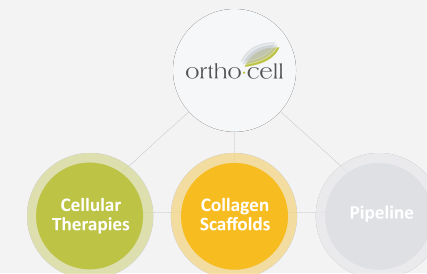 ortho·cell
Cellular
Therapies
Collagen
Scaffolds
Pipeline